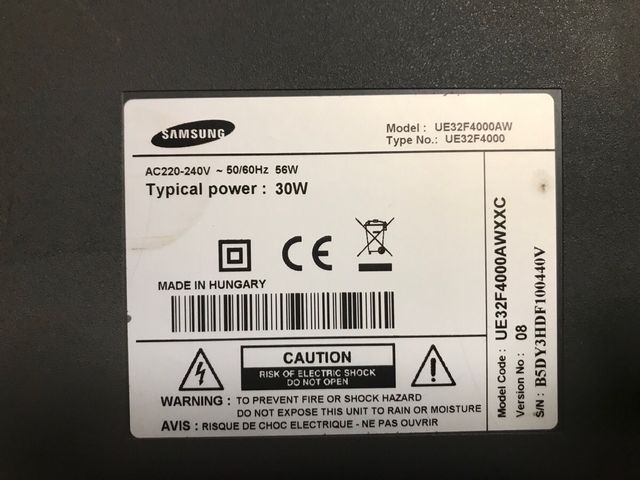 SAMSUNG
Model : UE32F4000AW
Type No.: UE32F4000
AC220-240V ~ 50/60Hz 56W
Typical power : 30W
CE
MADE IN HUNGARY
CAUTION
RISK OF ELECTRIC SHOCK
DO NOT OPEN
WARNING : TO PREVENT FIRE OR SHOCK HAZARD
DO NOT EXPOSE THIS UNIT TO RAIN OR MOISTURE
AVIS : RISQUE DE CHOC ELECTRIQUE - NE PAS OUVRIR
Model Code : UE32F4000AWXXC
Version No : 08
S/N : B5DY3HDF100440V